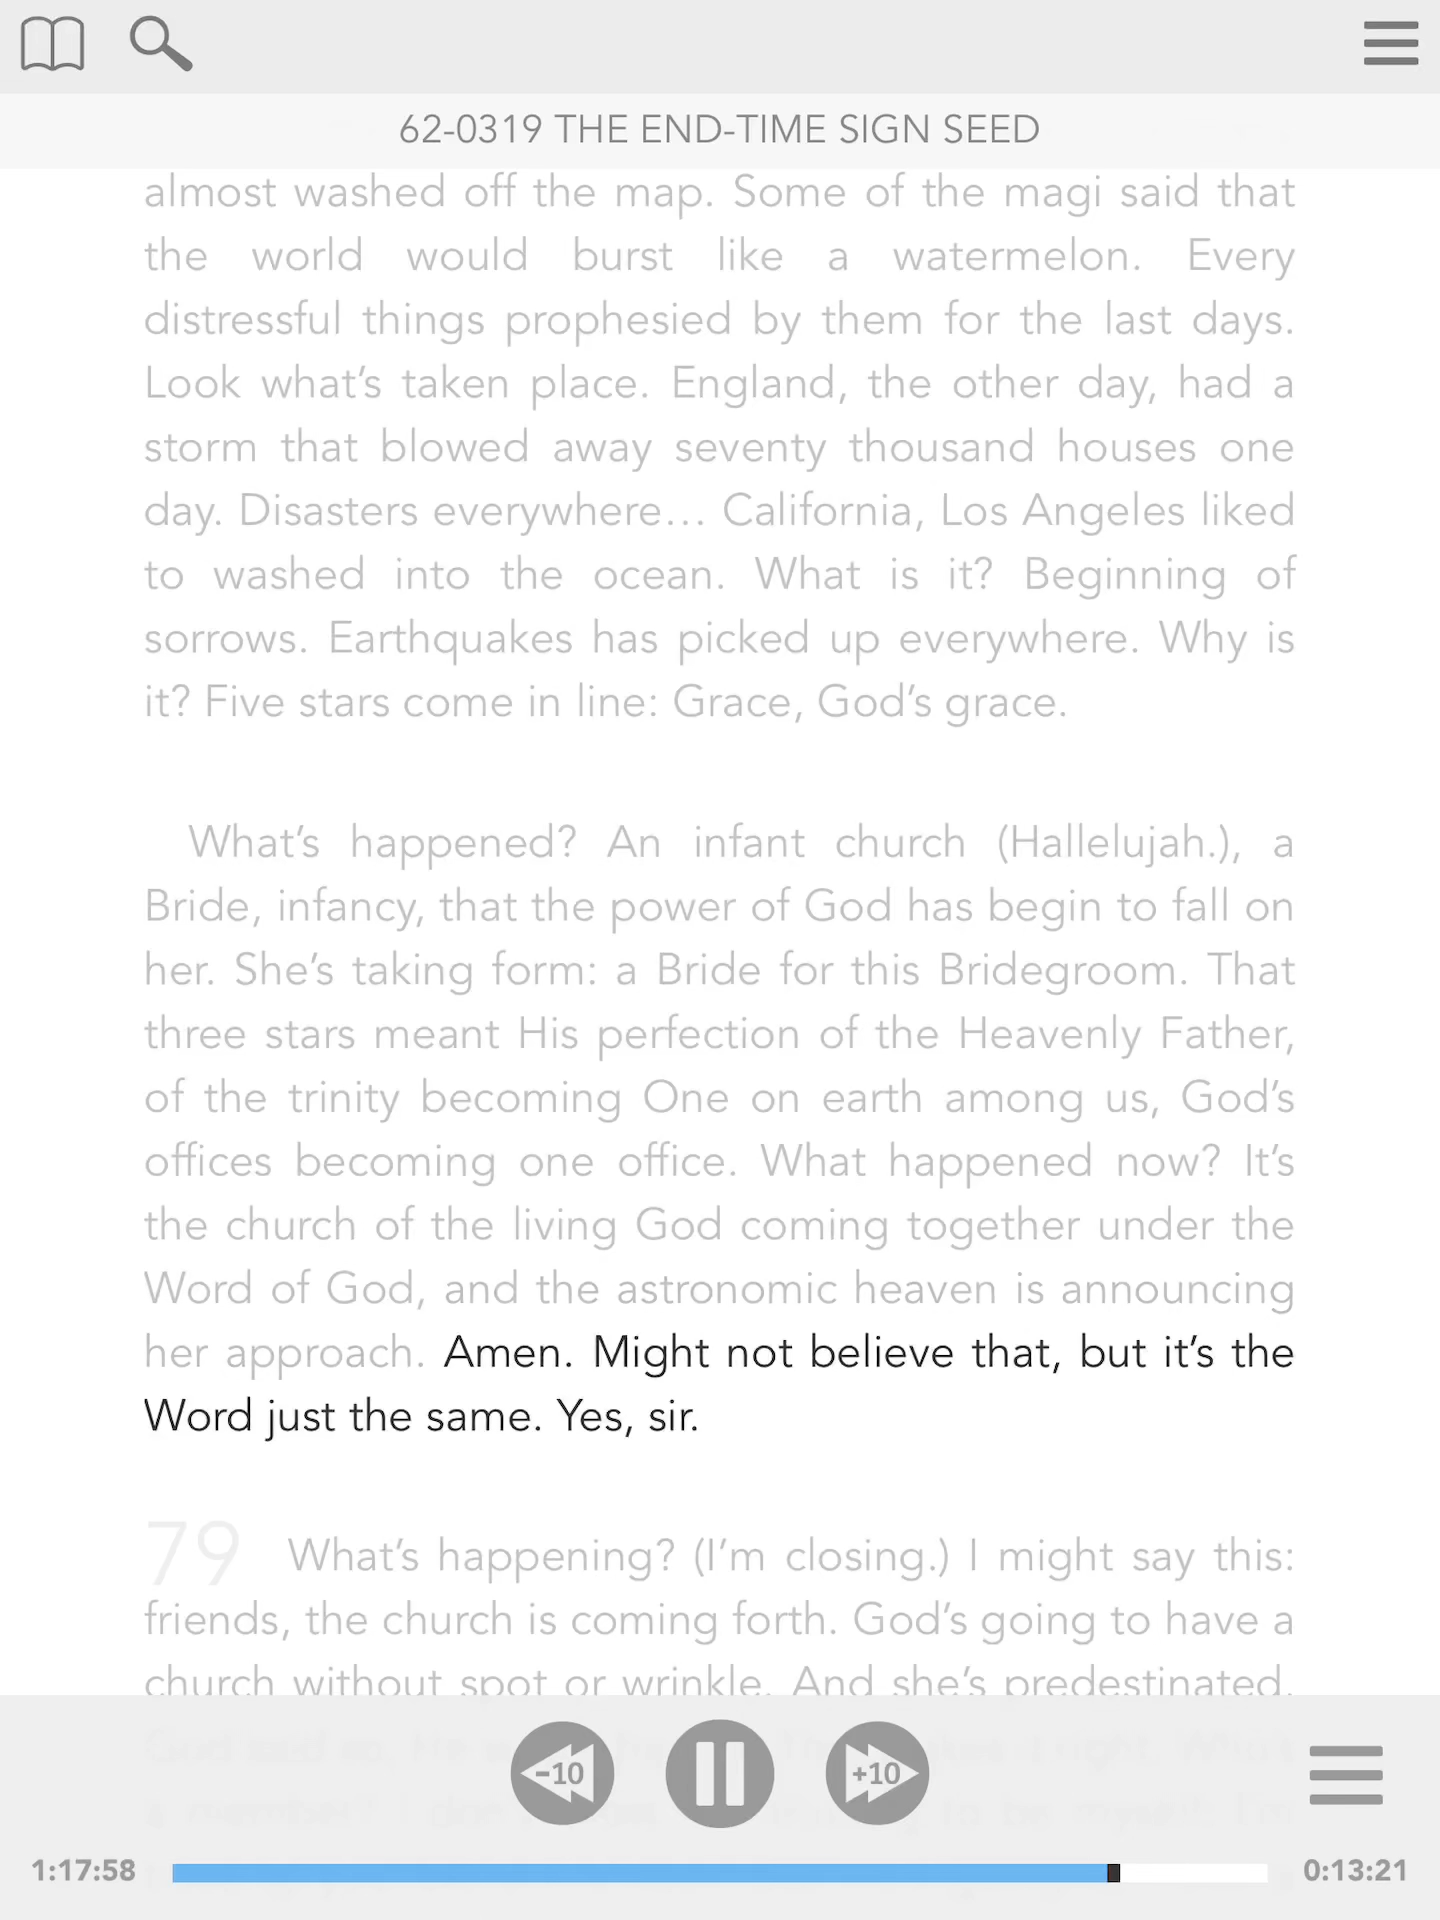 62-0319 THE END-TIME SIGN SEED
almost washed off the map. Some of the magi said that
the world would burst like a watermelon. Every
distressful things prophesied by them for the last days.
Look what’s taken place. England, the other day, had a
storm that blowed away seventy thousand houses one
day. Disasters everywhere… California, Los Angeles liked
to washed into the ocean. What is it? Beginning of
sorrows. Earthquakes has picked up everywhere. Why is
it? Five stars come in line: Grace, God’s grace.
What’s happened? An infant church (Hallelujah.), a
Bride, infancy, that the power of God has begin to fall on
her. She’s taking form: a Bride for this Bridegroom. That
three stars meant His perfection of the Heavenly Father,
of the trinity becoming One on earth among us, God’s
offices becoming one office. What happened now? It’s
the church of the living God coming together under the
Word of God, and the astronomic heaven is announcing
her approach. Amen. Might not believe that, but it’s the
Word just the same. Yes, sir.
79 What’s happening? (I’m closing.) I might say this:
friends, the church is coming forth. God’s going to have a
church without spot or wrinkle. And she’s predestinated.
-10 +10
1:17:58 0:13:21